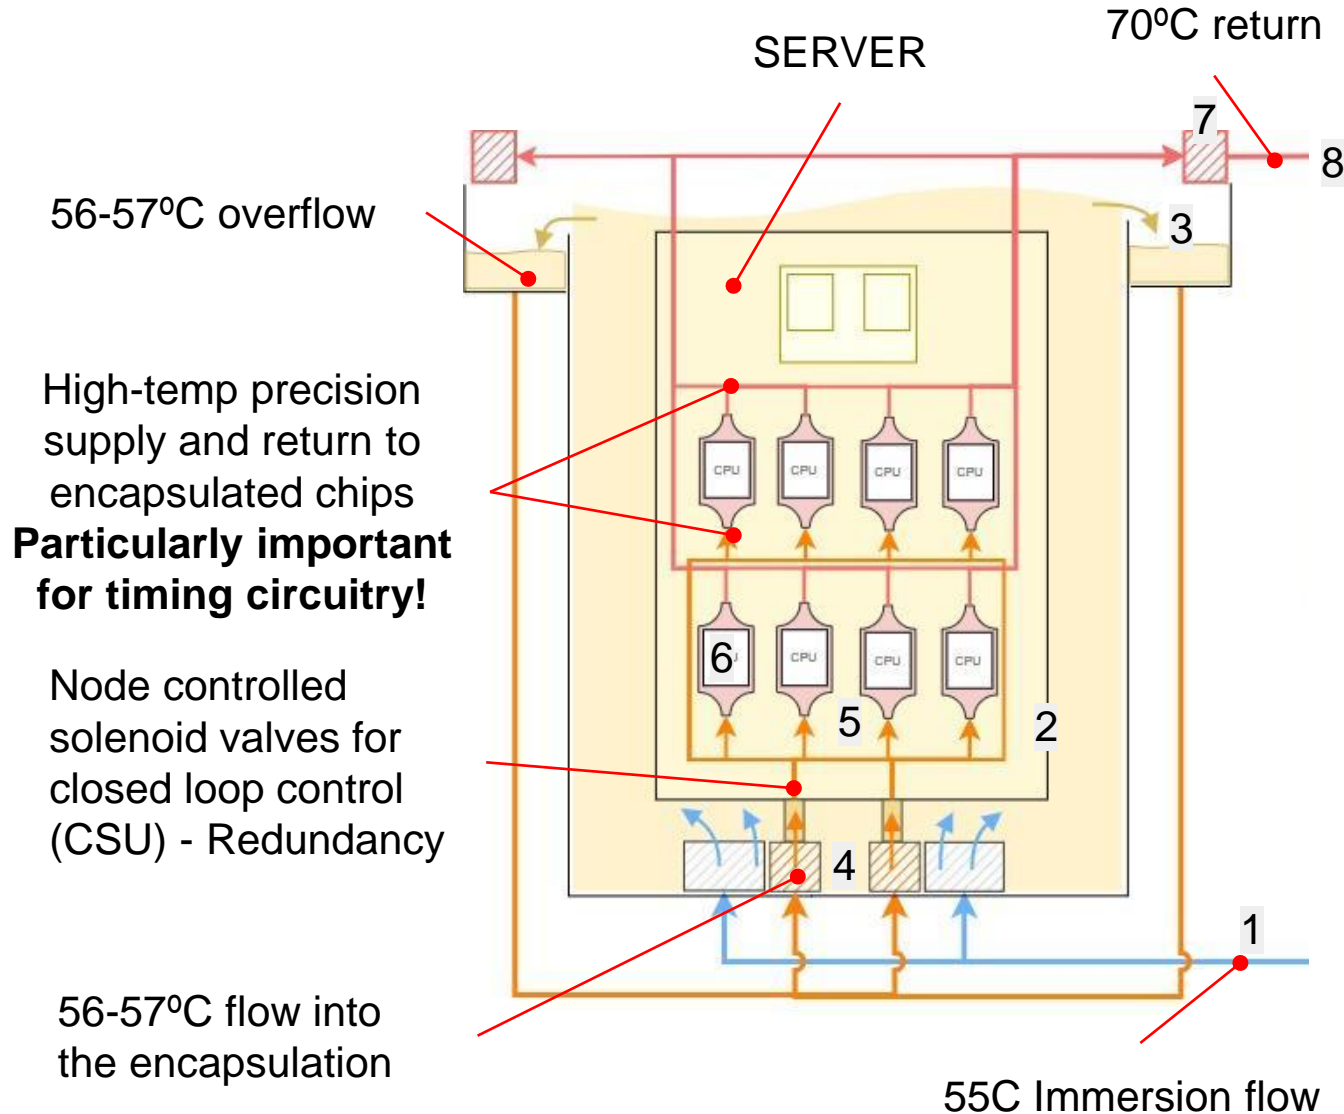 70ºC return
SERVER
7
8
56-57ºC overflow
3
High-temp precision
supply and return to
encapsulated chips
Particularly important
for timing circuitry!
CPU
CPU
CPU
CPU
6
CPU
CPU
CPU
Node controlled
solenoid valves for
closed loop control
(CSU) - Redundancy
5
2
4
1
56-57ºC flow into
the encapsulation
55C Immersion flow